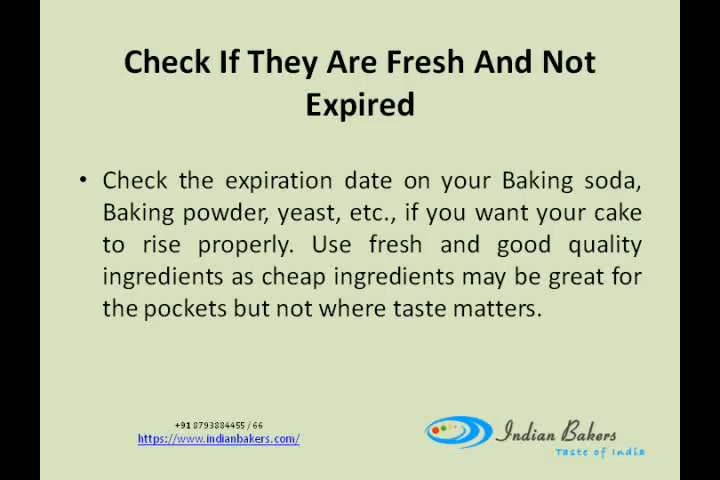 Check If They Are Fresh And Not
Expired
• Check the expiration date on your Baking soda,
Baking powder, yeast, etc., if you want your cake
to rise properly. Use fresh and good quality
ingredients as cheap ingredients may be great for
the pockets but not where taste matters.
+91 8793884455 / 66
https://www.indianbakers.com/
Indian Bakers
Taste of India